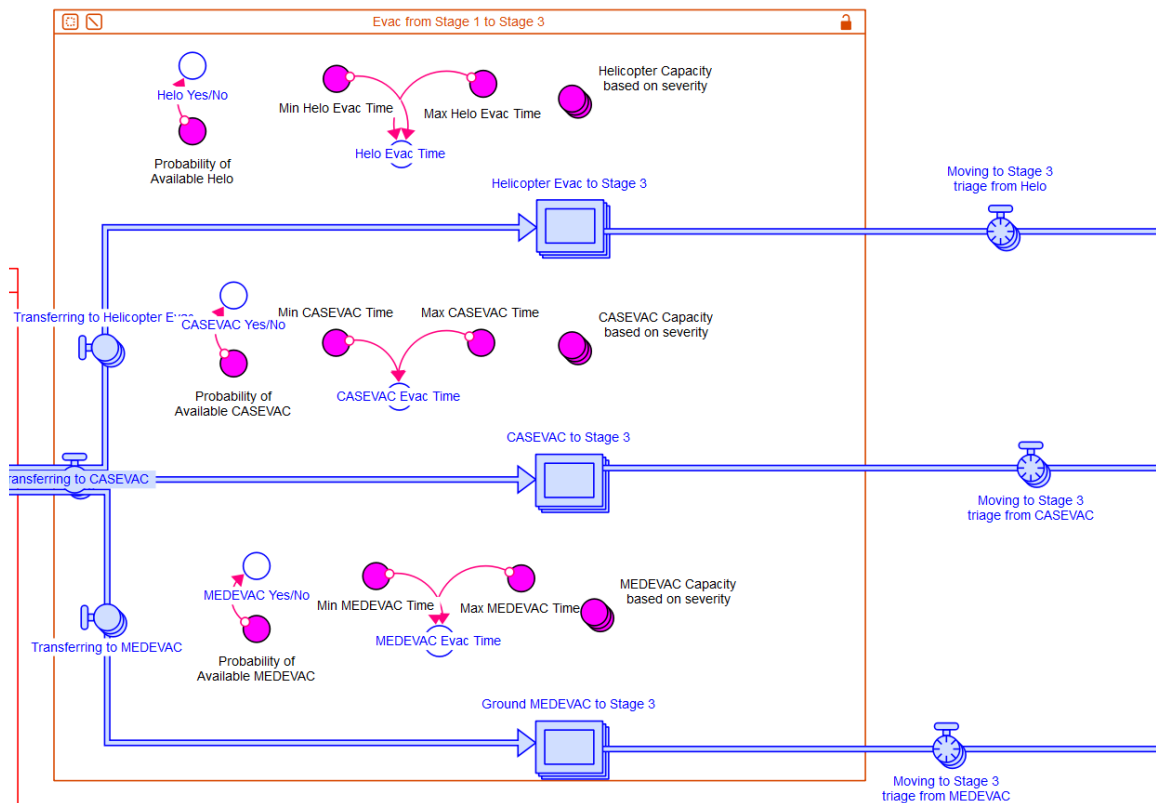 Evac from Stage 1 to Stage 3
Helo Yes/No
Probability of
Available Helo
Min Helo Evac Time
Max Helo Evac Time
Helo Evac Time
Helicopter Capacity
based on severity
Helicopter Evac to Stage 3
Moving to Stage 3
triage from Helo
Transferring to Helicopter
CASEVAC Yes/No
Probability of
Available CASEVAC
Min CASEVAC Time
Max CASEVAC Time
CASEVAC Evac Time
CASEVAC Capacity
based on severity
CASEVAC to Stage 3
ransferring to CASEVAC
Moving to Stage 3
triage from CASEVAC
MEDEVAC Yes/No
Probability of
Available MEDEVAC
Min MEDEVAC Time
Max MEDEVAC Time
MEDEVAC Evac Time
MEDEVAC Capacity
based on severity
Transferring to MEDEVAC
Ground MEDEVAC to Stage 3
Moving to Stage 3
triage from MEDEVAC